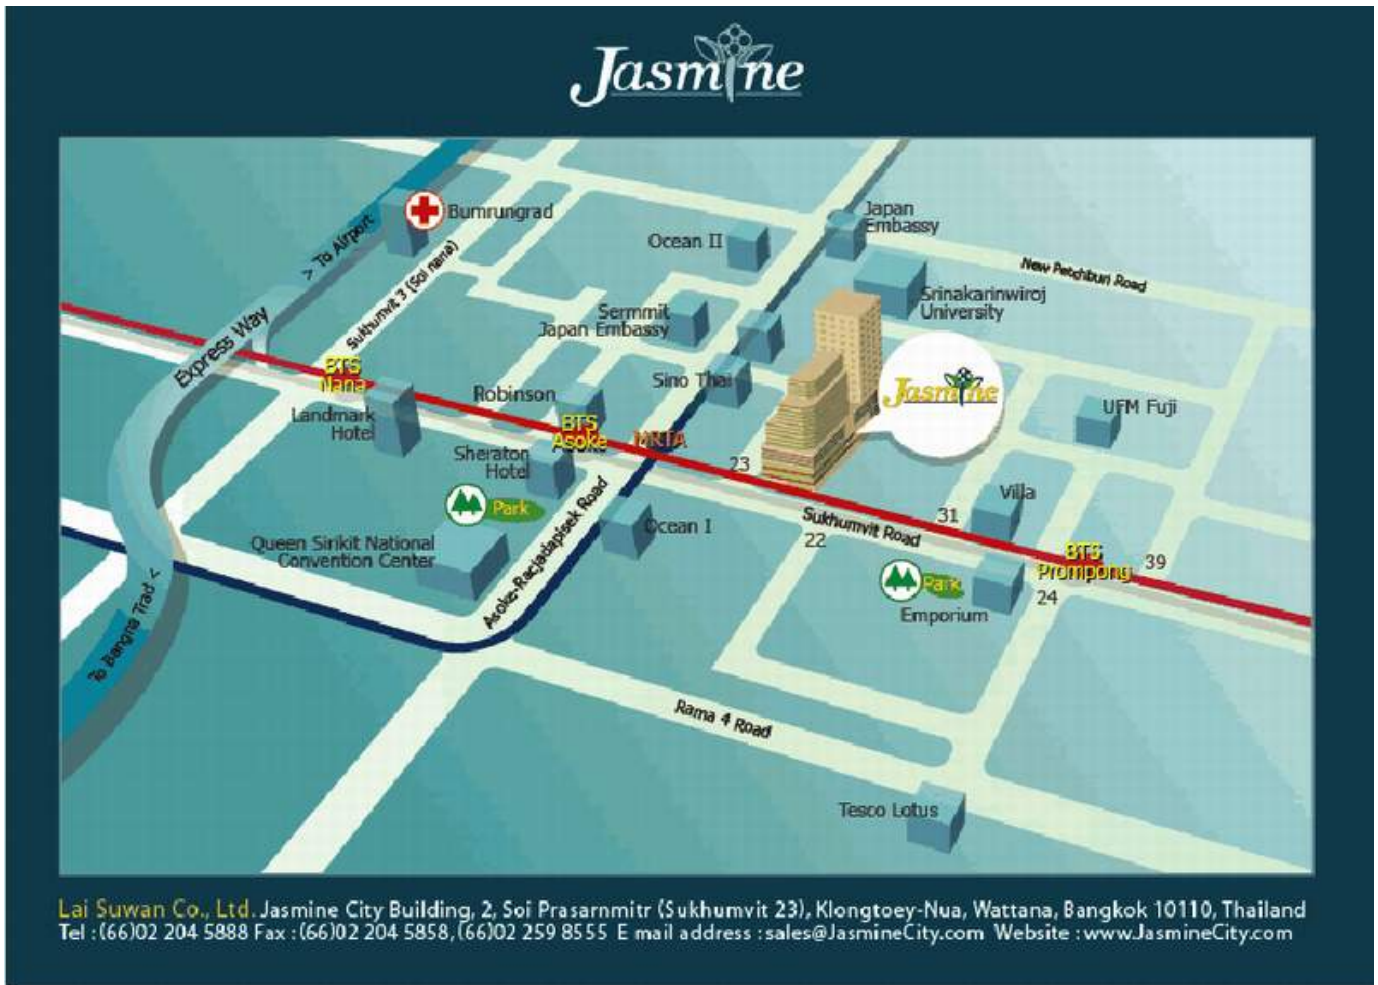 Jasmine
Bumrungrad
Japan
Embassy
Ocean II
> To Airport
Sukhumvit 3 (Soi nana)
New Petchburi Road
Srinakarinwiroj
University
Sermmit
Japan Embassy
Express Way
BTS
Nana
Sino Thai
Jasmine
Robinson
Landmark
Hotel
UFM Fuji
BTS
Asoke
Asoke
MRTA
Sheraton
Hotel
23
Park
Villa
Sukhumvit Road
31
22
Ocean I
Queen Sirikit National
Convention Center
Asoke-Racjadapisek Road
BTS
Prompong
39
Park
24
Emporium
To Bangna Trad <
Rama 4 Road
Tesco Lotus
Lai Suwan Co., Ltd. Jasmine City Building, 2, Soi Prasarnmitr (Sukhumvit 23), Klongtoey-Nua, Wattana, Bangkok 10110, Thailand
Tel : (66)02 204 5888 Fax : (66)02 204 5858, (66)02 259 8555 E mail address : sales@JasmineCity.com Website : www.JasmineCity.com